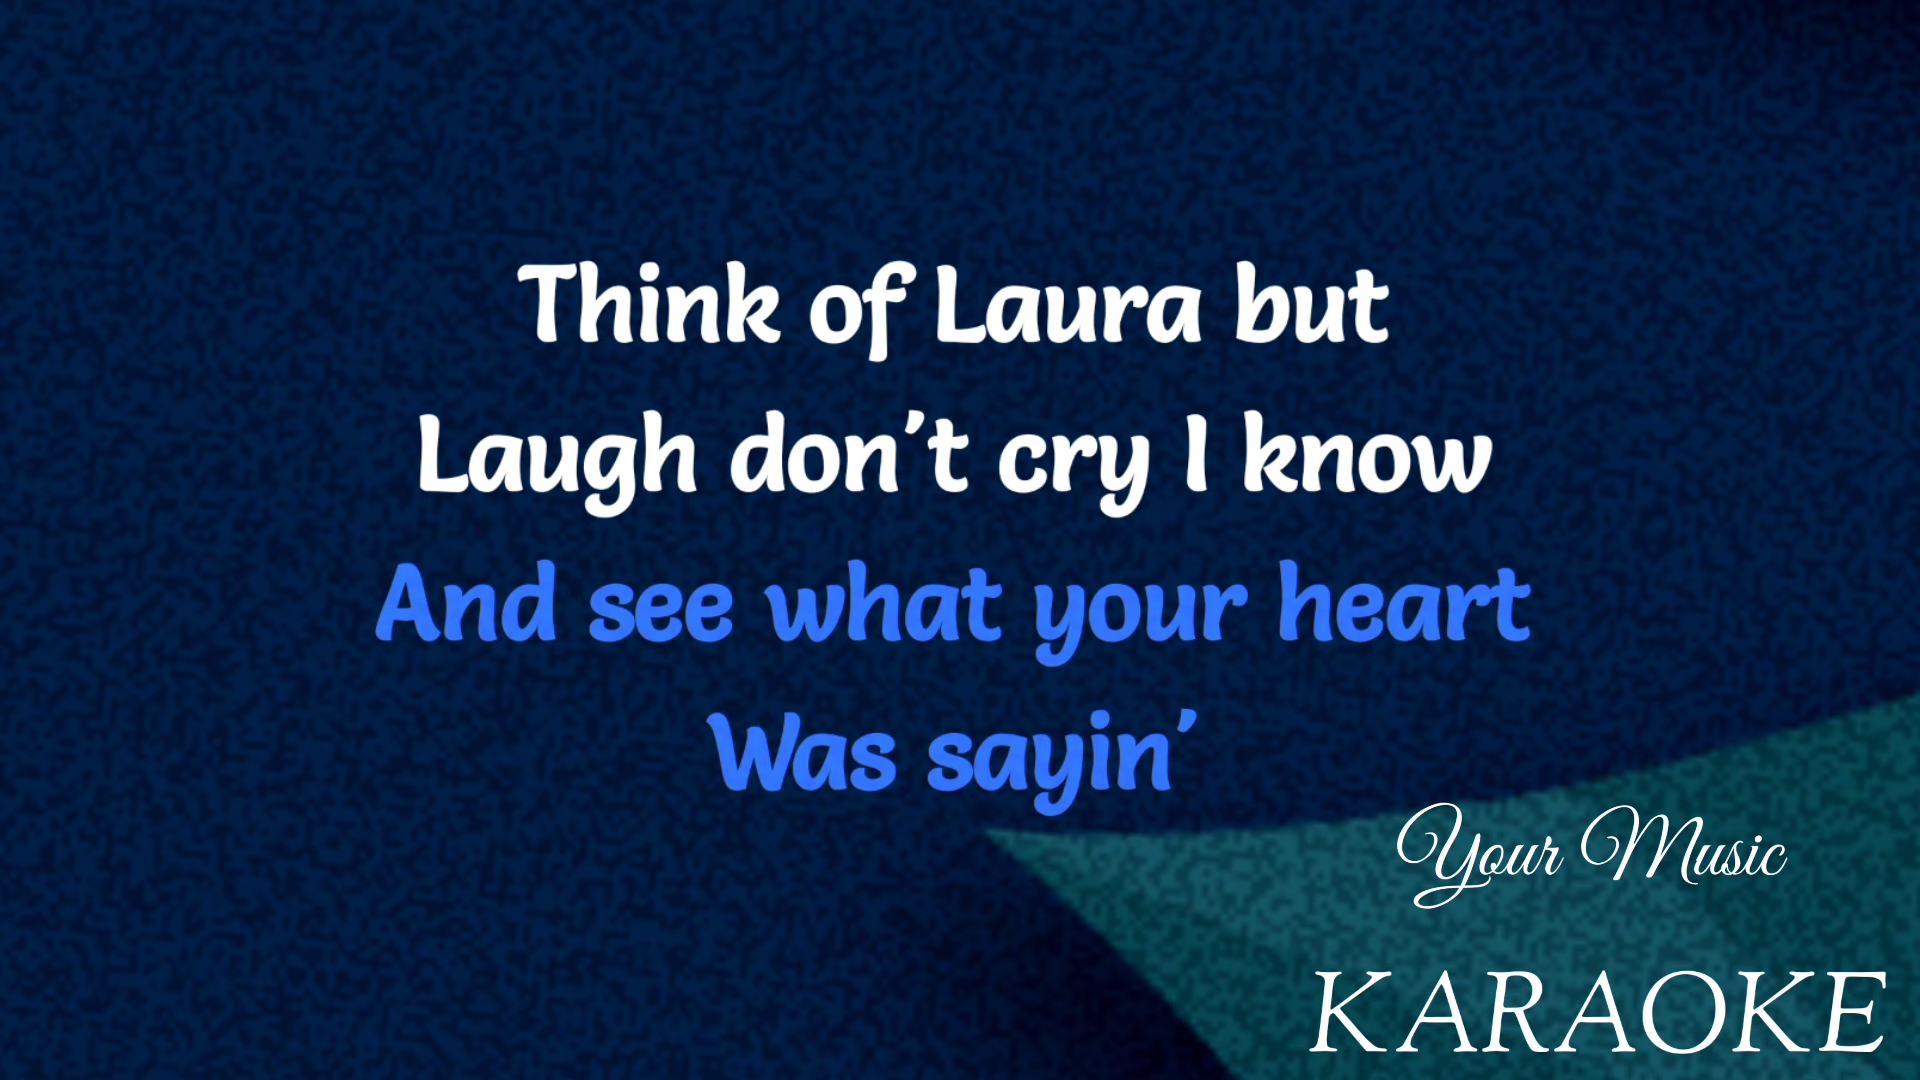 Think of Laura but
Laugh don't cry I know
And see what your heart
Was sayin'
Your Music
KARAOKE